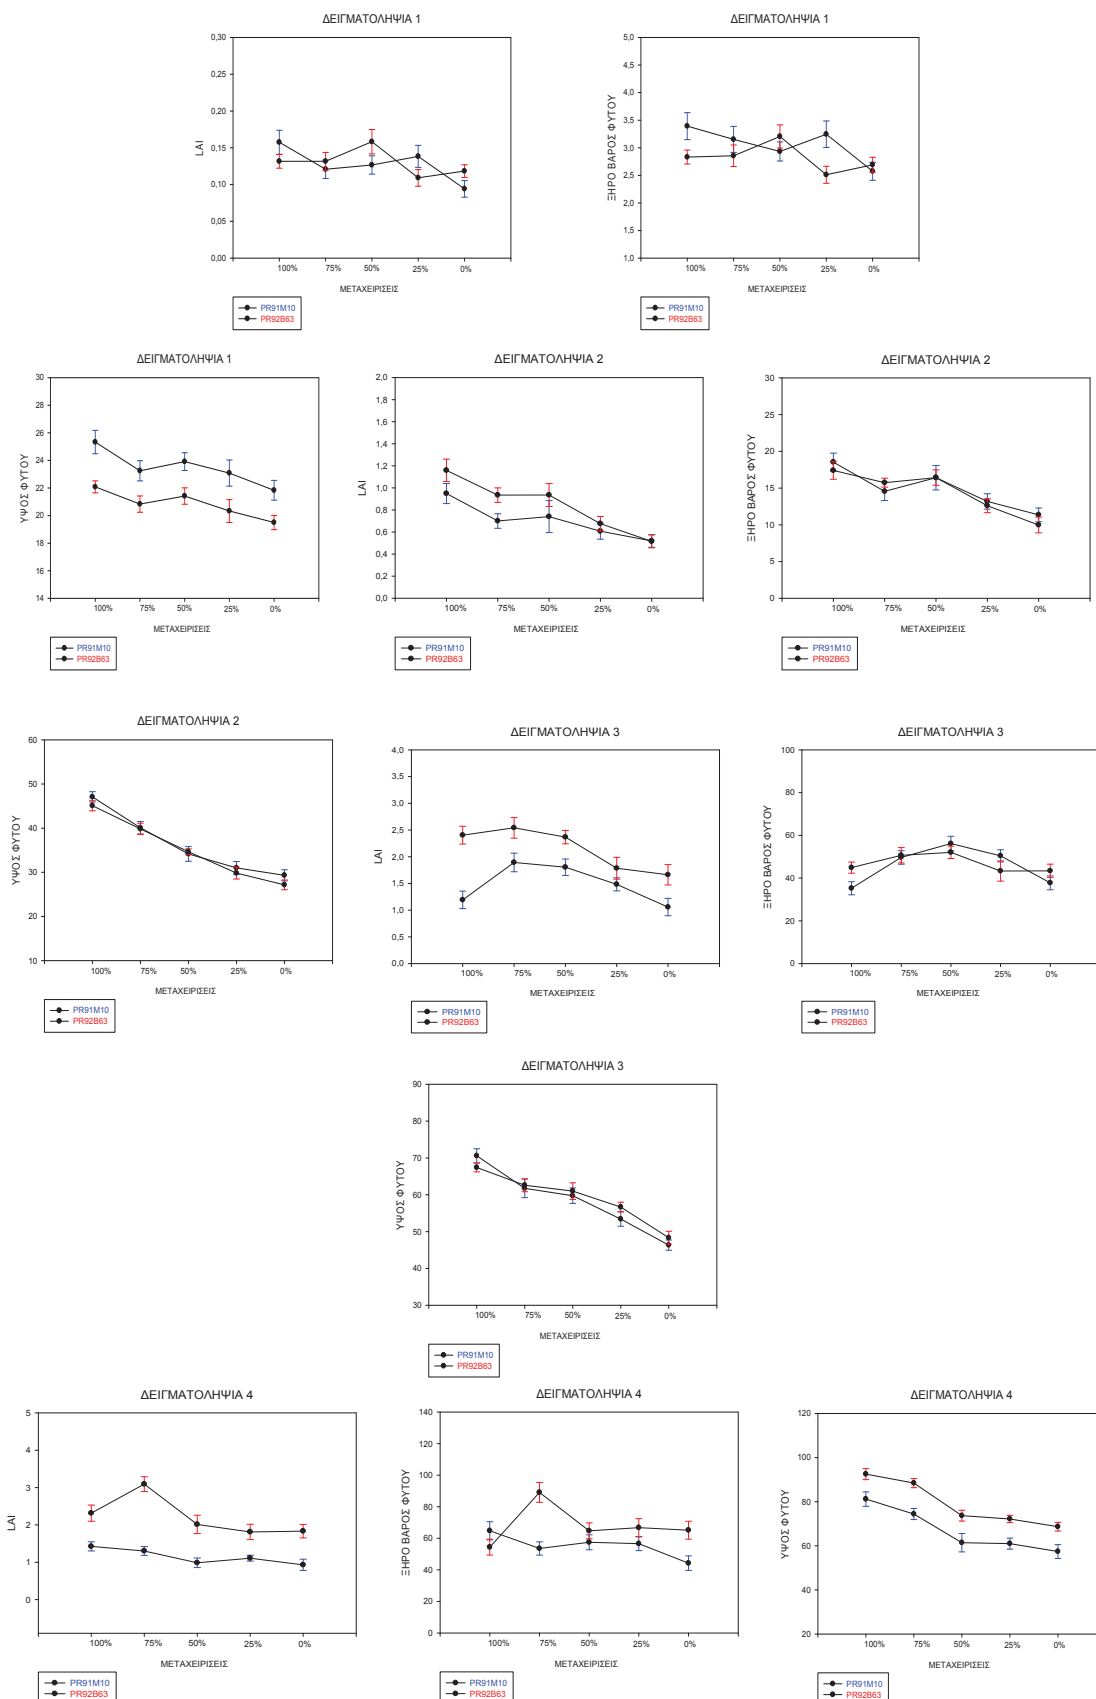 ΔΕΙΓΜΑΤΟΛΗΨΙΑ 1
LAI
0,30
0,25
0,20
0,15
0,10
0,05
0,00
100% 75% 50% 25% 0%
ΜΕΤΑΧΕΙΡΙΣΕΙΣ
PR91M10
PR92B63
ΔΕΙΓΜΑΤΟΛΗΨΙΑ 1
ΞΗΡΟ ΒΑΡΟΣ ΦΥΤΟΥ
5,0
4,5
4,0
3,5
3,0
2,5
2,0
1,5
1,0
100% 75% 50% 25% 0%
ΜΕΤΑΧΕΙΡΙΣΕΙΣ
PR91M10
PR92B63
ΔΕΙΓΜΑΤΟΛΗΨΙΑ 1
ΥΨΟΣ ΦΥΤΟΥ
30
28
26
24
22
20
18
16
14
100% 75% 50% 25% 0%
ΜΕΤΑΧΕΙΡΙΣΕΙΣ
PR91M10
PR92B63
ΔΕΙΓΜΑΤΟΛΗΨΙΑ 2
LAI
2,0
1,8
1,6
1,4
1,2
1,0
0,8
0,6
0,4
0,2
0,0
100% 75% 50% 25% 0%
ΜΕΤΑΧΕΙΡΙΣΕΙΣ
PR91M10
PR92B63
ΔΕΙΓΜΑΤΟΛΗΨΙΑ 2
ΞΗΡΟ ΒΑΡΟΣ ΦΥΤΟΥ
30
25
20
15
10
5
0
100% 75% 50% 25% 0%
ΜΕΤΑΧΕΙΡΙΣΕΙΣ
PR91M10
PR92B63
ΔΕΙΓΜΑΤΟΛΗΨΙΑ 2
ΥΨΟΣ ΦΥΤΟΥ
60
50
40
30
20
10
100% 75% 50% 25% 0%
ΜΕΤΑΧΕΙΡΙΣΕΙΣ
PR91M10
PR92B63
ΔΕΙΓΜΑΤΟΛΗΨΙΑ 3
LAI
4,0
3,5
3,0
2,5
2,0
1,5
1,0
0,5
0,0
100% 75% 50% 25% 0%
ΜΕΤΑΧΕΙΡΙΣΕΙΣ
PR91M10
PR92B63
ΔΕΙΓΜΑΤΟΛΗΨΙΑ 3
ΞΗΡΟ ΒΑΡΟΣ ΦΥΤΟΥ
100
80
60
40
20
0
100% 75% 50% 25% 0%
ΜΕΤΑΧΕΙΡΙΣΕΙΣ
PR91M10
PR92B63
ΔΕΙΓΜΑΤΟΛΗΨΙΑ 3
ΥΨΟΣ ΦΥΤΟΥ
90
80
70
60
50
40
30
100% 75% 50% 25% 0%
ΜΕΤΑΧΕΙΡΙΣΕΙΣ
PR91M10
PR92B63
ΔΕΙΓΜΑΤΟΛΗΨΙΑ 4
LAI
5
4
3
2
1
0
100% 75% 50% 25% 0%
ΜΕΤΑΧΕΙΡΙΣΕΙΣ
PR91M10
PR92B63
ΔΕΙΓΜΑΤΟΛΗΨΙΑ 4
ΞΗΡΟ ΒΑΡΟΣ ΦΥΤΟΥ
140
120
100
80
60
40
20
0
100% 75% 50% 25% 0%
ΜΕΤΑΧΕΙΡΙΣΕΙΣ
PR91M10
PR92B63
ΔΕΙΓΜΑΤΟΛΗΨΙΑ 4
ΥΨΟΣ ΦΥΤΟΥ
120
100
80
60
40
20
100% 75% 50% 25% 0%
ΜΕΤΑΧΕΙΡΙΣΕΙΣ
PR91M10
PR92B63